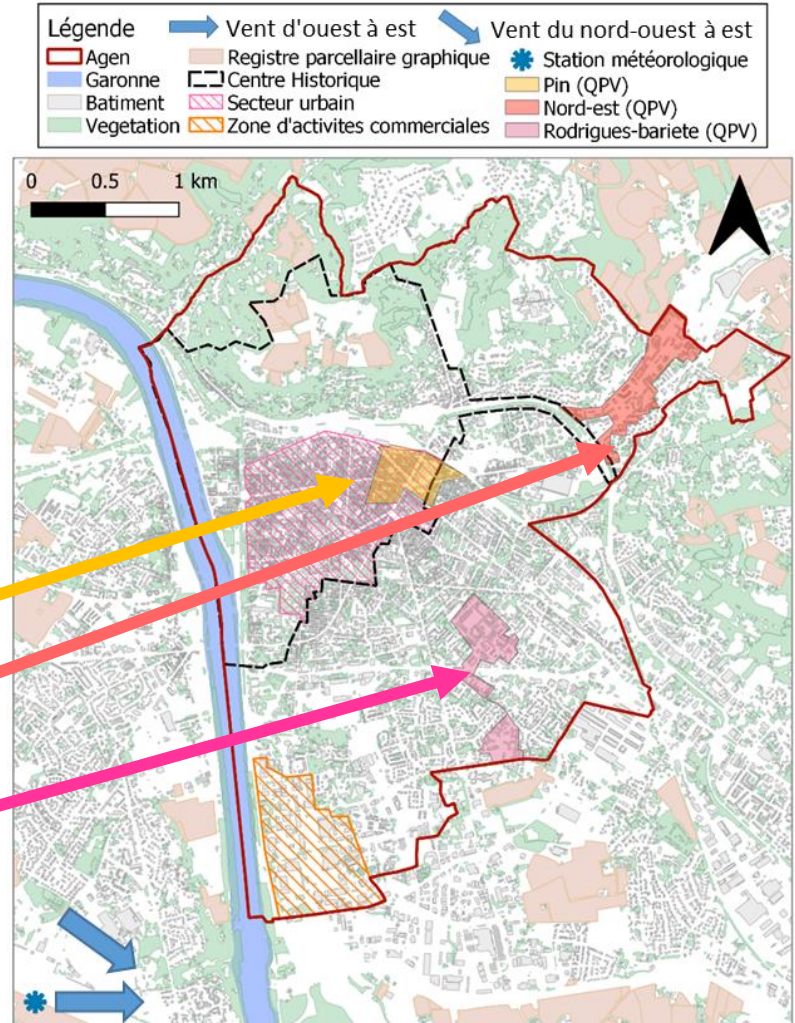 Légende
Vent d'ouest à est
Vent du nord-ouest à est
Agen
Registre parcellaire graphique
Station météorologique
Garonne
Centre Historique
Pin (QPV)
Batiment
Secteur urbain
Nord-est (QPV)
Vegetation
Zone d'activites commerciales
Rodrigues-bariete (QPV)
0 0.5 1 km